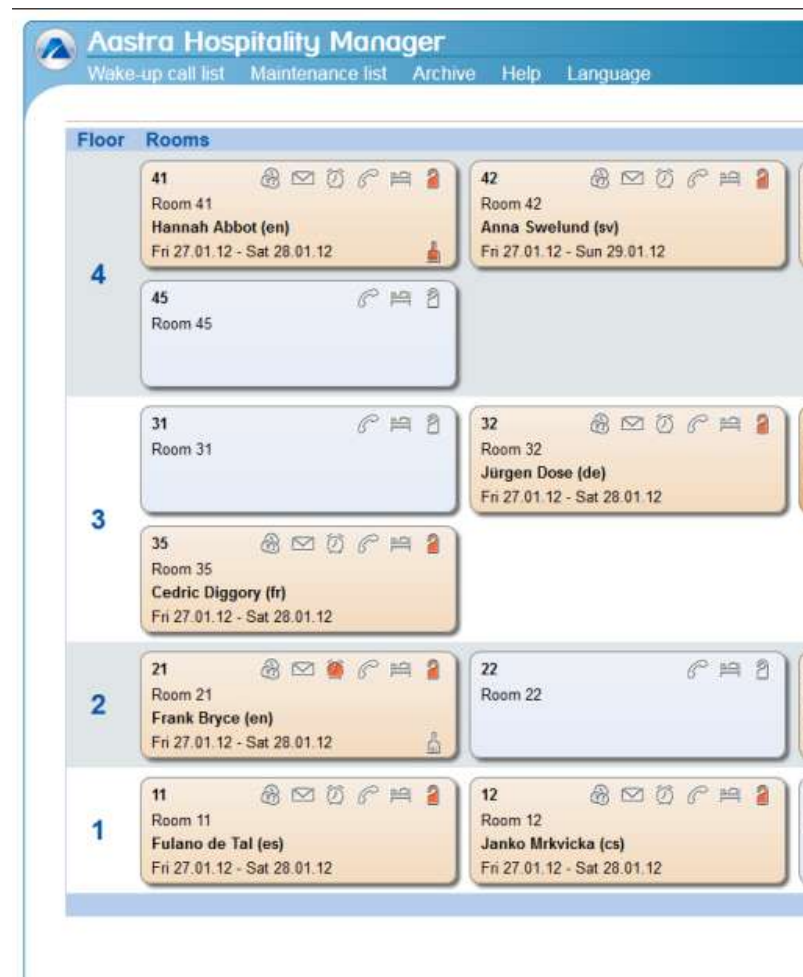 Aastra Hospitality Manager
Wake-up call list Maintenance list Archive Help Language
Floor Rooms
4
41
Room 41
Hannah Abbot (en)
Fri 27.01.12 - Sat 28.01.12
42
Room 42
Anna Swelund (sv)
Fri 27.01.12 - Sun 29.01.12
45
Room 45
3
31
Room 31
32
Room 32
Jürgen Dose (de)
Fri 27.01.12 - Sat 28.01.12
35
Room 35
Cedric Diggory (fr)
Fri 27.01.12 - Sat 28.01.12
2
21
Room 21
Frank Bryce (en)
Fri 27.01.12 - Sat 28.01.12
22
Room 22
1
11
Room 11
Fulano de Tal (es)
Fri 27.01.12 - Sat 28.01.12
12
Room 12
Janko Mrkvicka (cs)
Fri 27.01.12 - Sat 28.01.12